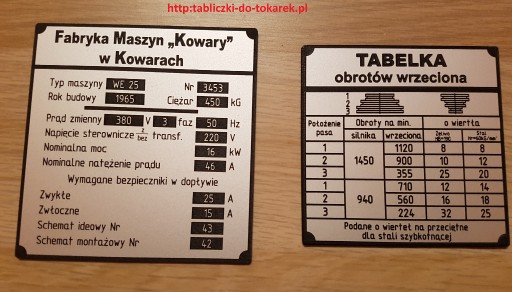 http:tabliczki-do-tokarek.pl
Fabryka Maszyn „Kowary”
w Kowarach
Typ maszyny WE 25 Nr 3453
Rok budowy 1965 Ciężar 450 kG
Prąd zmienny 380 V 3 faz 50 Hz
Napięcie sterownicze z/bez transf. 220 V
Nominalna moc 16 kW
Nominalne natężenie prądu 46 A
Wymagane bezpieczniki w dopływie
Zwykłe 25 A
Zwłoczne 15 A
Schemat ideowy Nr 43
Schemat montażowy Nr 42
TABELKA
obrotów wrzeciona
1
2
3
Położenie pasa Obroty na min. ø wiertła
silnika wrzeciona Żeliwo Stal
1 1450 1120 8 8
2 900 10 12
3 355 25 20
1 940 710 12 14
2 560 16 18
3 224 32 25
Podane ø wierteł na przeciętne
dla stali szybkotnącej